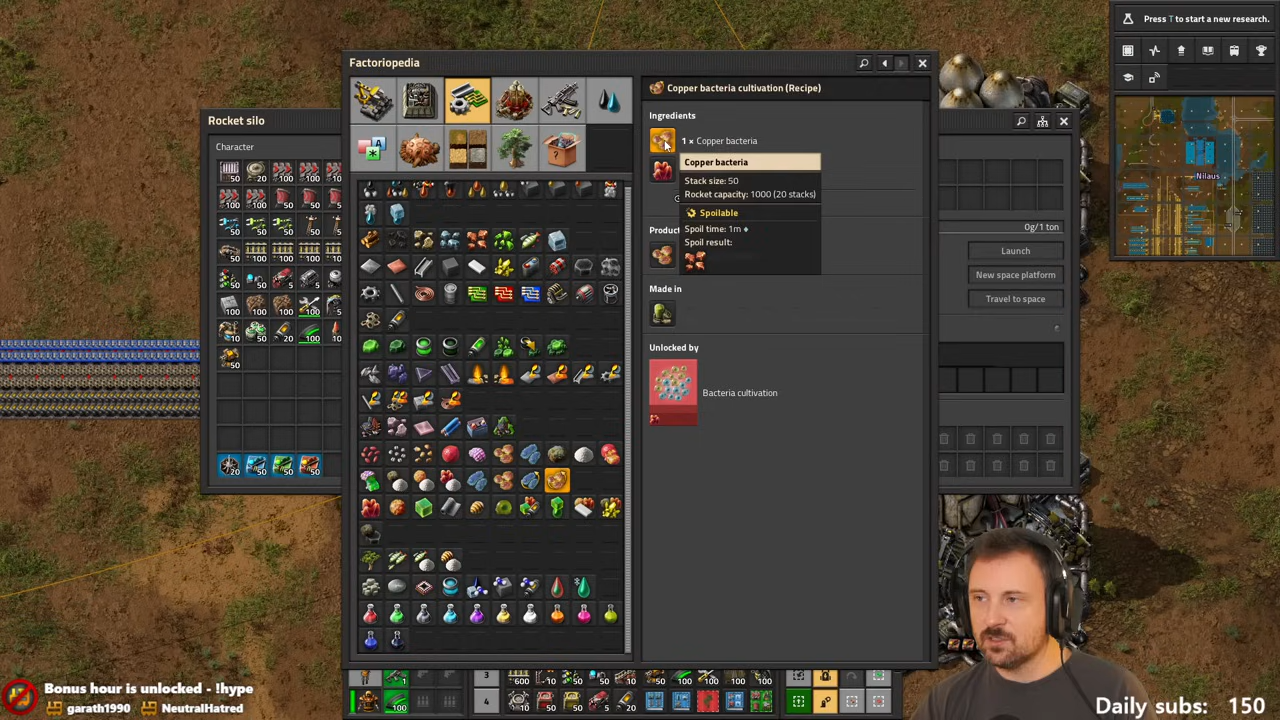 Press T to start a new research.
Factoriopedia
Copper bacteria cultivation (Recipe)
Ingredients
1 × Copper bacteria
Copper bacteria
Stack size: 50
Rocket capacity: 1000 (20 stacks)
Spoilable
Spoil time: 1m
Spoil result:
Made in
Unlocked by
Bacteria cultivation
Rocket silo
Character
0g/1 ton
Launch
New space platform
Travel to space
Nilaus
Bonus hour is unlocked - !hype
garath1990
NeutralHatred
Daily subs: 150
3
4